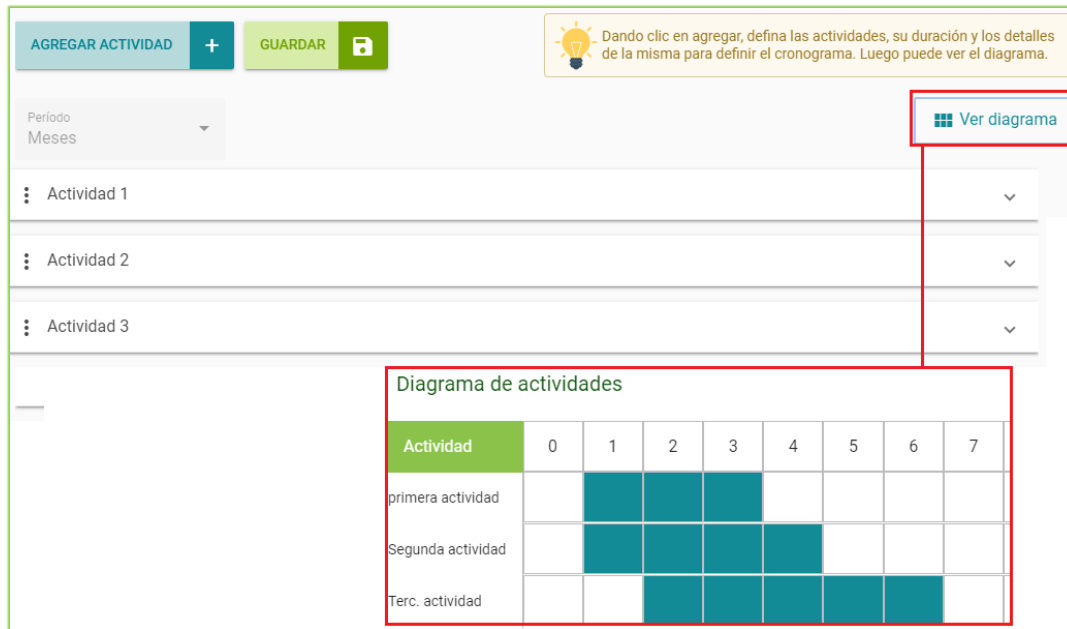 AGREGAR ACTIVIDAD +
GUARDAR
Dando clic en agregar, defina las actividades, su duración y los detalles
de la misma para definir el cronograma. Luego puede ver el diagrama.
Período
Meses
Ver diagrama
Actividad 1
Actividad 2
Actividad 3
Diagrama de actividades
Actividad 0 1 2 3 4 5 6 7
primera actividad
Segunda actividad
Terc. actividad